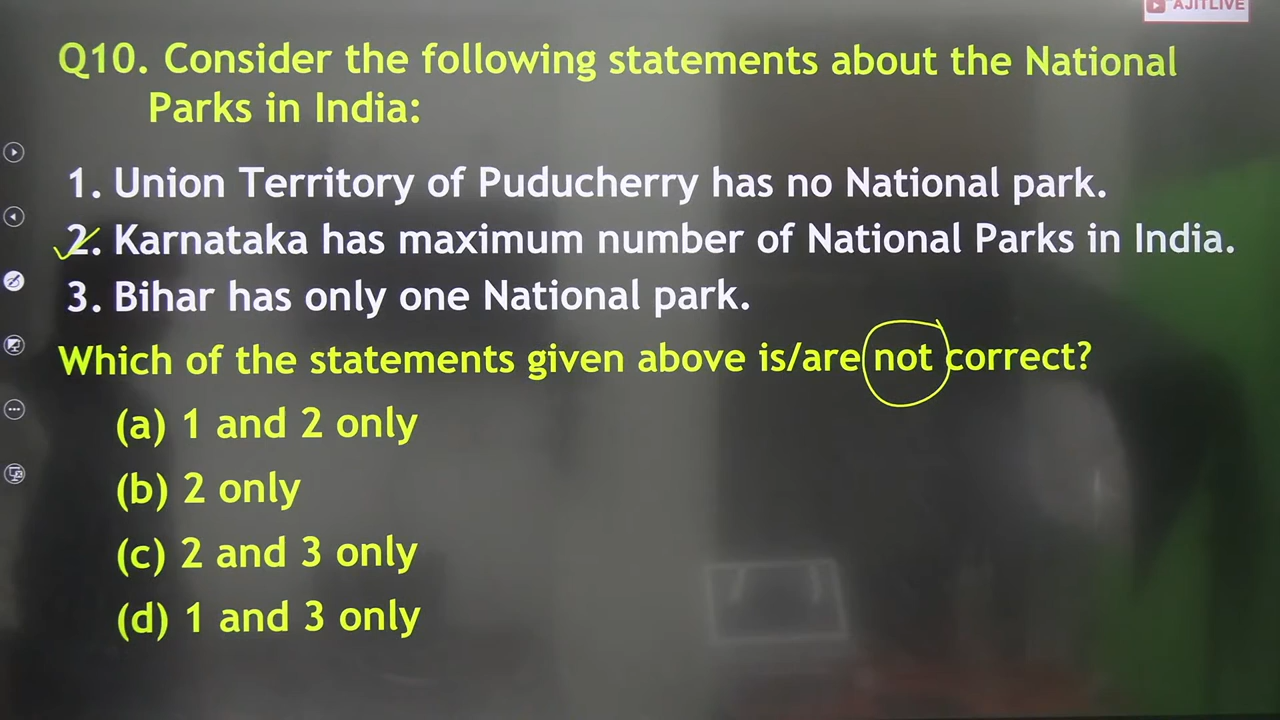 AJITLIVE
Q10. Consider the following statements about the National
Parks in India:
1. Union Territory of Puducherry has no National park.
2. Karnataka has maximum number of National Parks in India.
3. Bihar has only one National park.
Which of the statements given above is/are not correct?
(a) 1 and 2 only
(b) 2 only
(c) 2 and 3 only
(d) 1 and 3 only